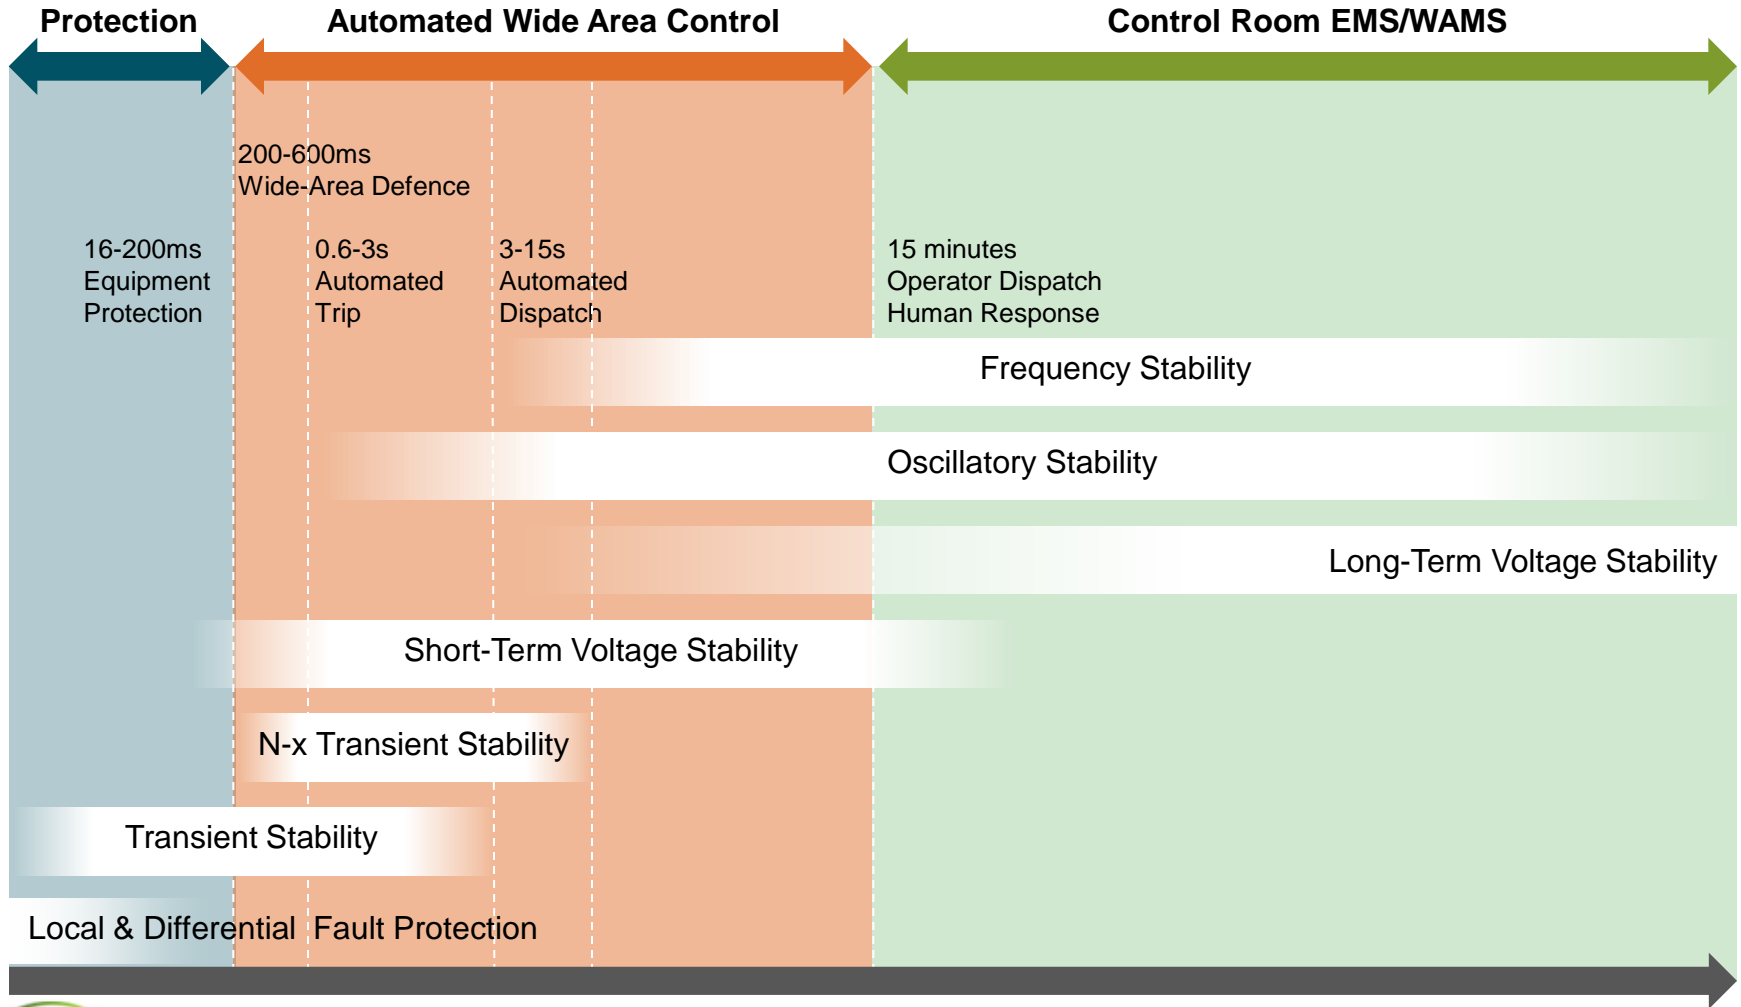 Protection
Automated Wide Area Control
Control Room EMS/WAMS
200-600ms
Wide-Area Defence
16-200ms
Equipment
Protection
0.6-3s
Automated
Trip
3-15s
Automated
Dispatch
15 minutes
Operator Dispatch
Human Response
Frequency Stability
Oscillatory Stability
Long-Term Voltage Stability
Short-Term Voltage Stability
N-x Transient Stability
Transient Stability
Local & Differential Fault Protection